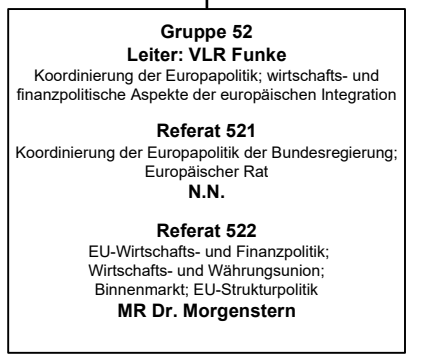 Gruppe 52
Leiter: VLR Funke
Koordinierung der Europapolitik; wirtschafts- und
finanzpolitische Aspekte der europäischen Integration
Referat 521
Koordinierung der Europapolitik der Bundesregierung;
Europäischer Rat
N.N.
Referat 522
EU-Wirtschafts- und Finanzpolitik;
Wirtschafts- und Währungsunion;
Binnenmarkt; EU-Strukturpolitik
MR Dr. Morgenstern